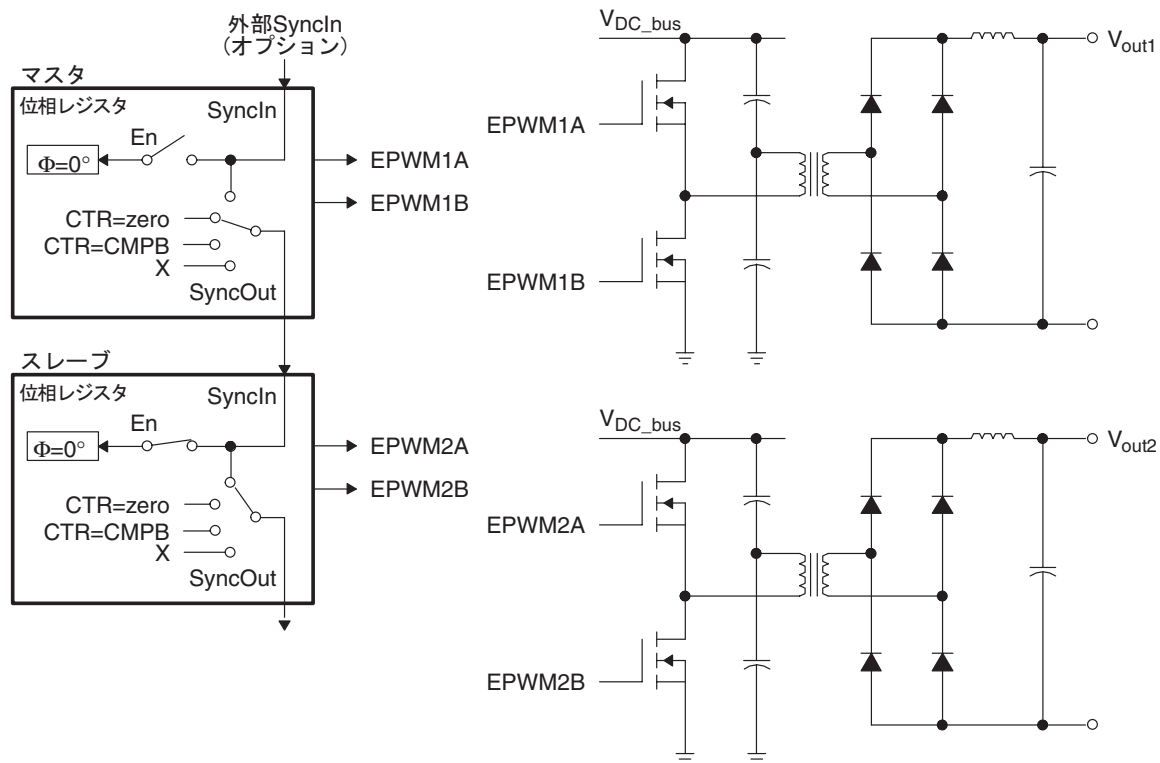 外部SyncIn
(オプション)
マスタ
位相レジスタ
SyncIn
En
Φ=0°
EPWM1A
EPWM1B
CTR=zero
CTR=CMPB
X
SyncOut
スレーブ
位相レジスタ
SyncIn
En
Φ=0°
EPWM2A
EPWM2B
CTR=zero
CTR=CMPB
X
SyncOut
VDC_bus
Vout1
EPWM1A
EPWM1B
VDC_bus
Vout2
EPWM2A
EPWM2B